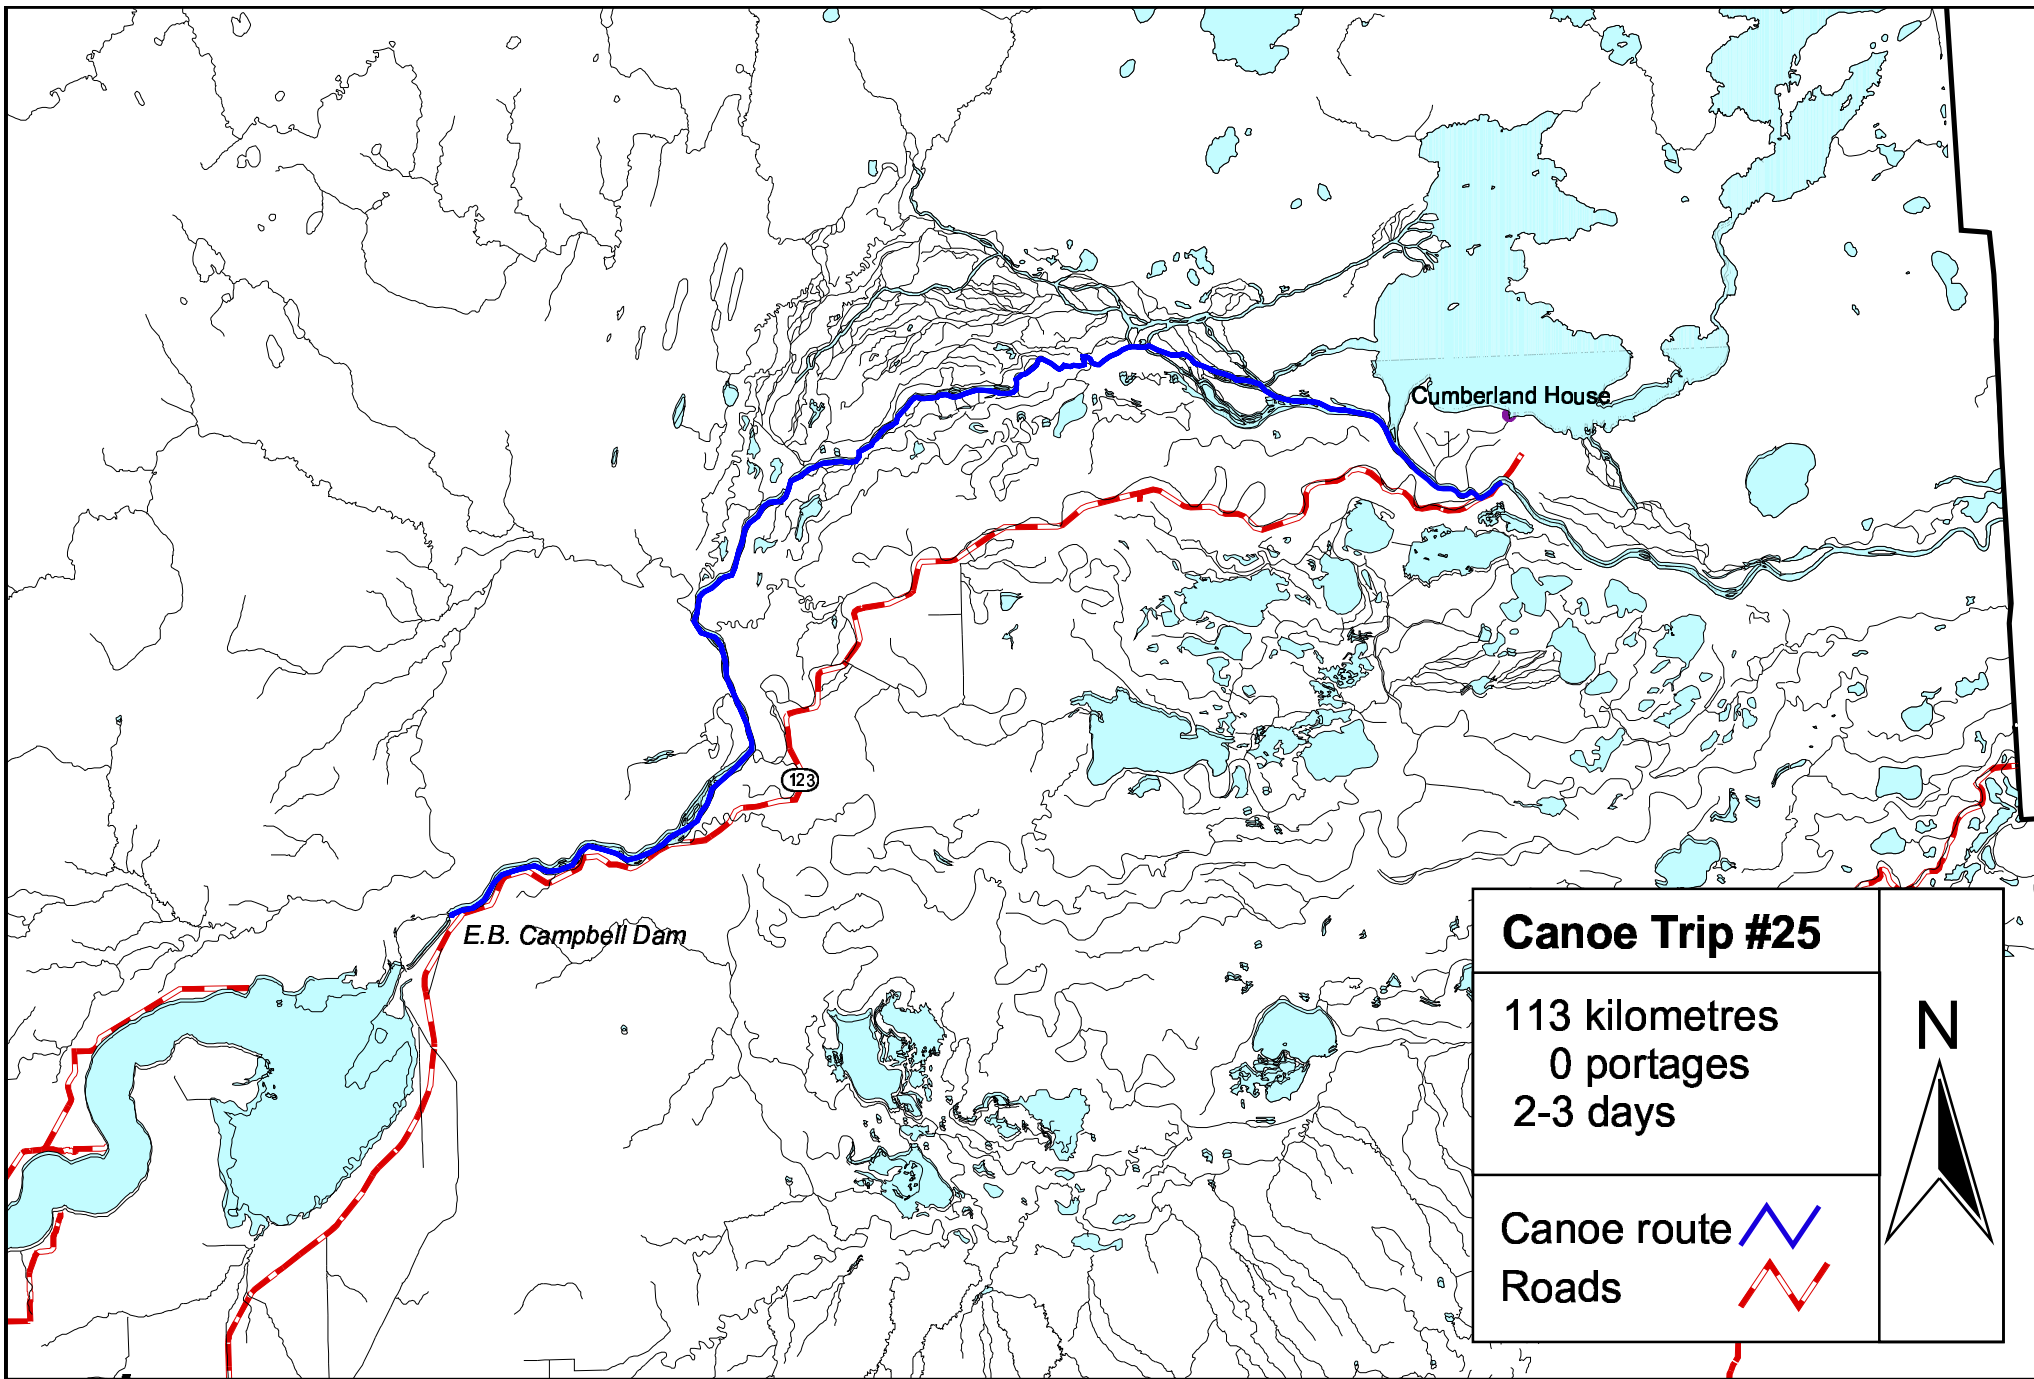 Cumberland House
123
E.B. Campbell Dam
Canoe Trip #25
113 kilometres
0 portages
2-3 days
N
Canoe route
Roads